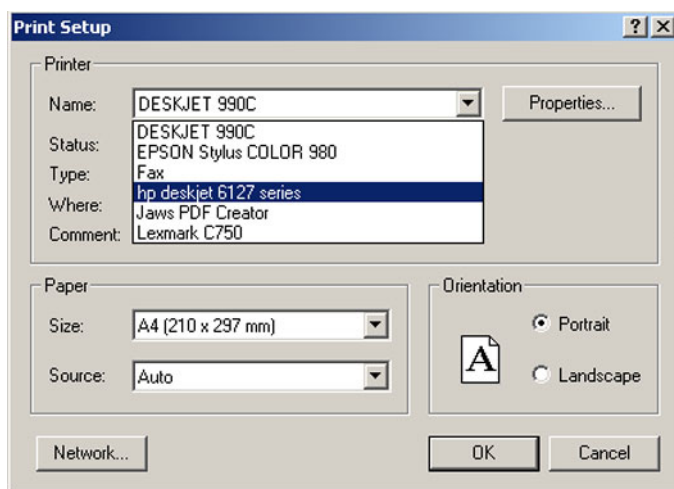 Print Setup
Printer
Name:
DESKJET 990C
Properties...
DESKJET 990C
Status:
EPSON Stylus COLOR 980
Type:
Fax
hp deskjet 6127 series
Where:
Jaws PDF Creator
Comment:
Lexmark C750
Paper
Size:
A4 (210 x 297 mm)
Source:
Auto
Orientation
A
Portrait
Landscape
Network...
OK
Cancel